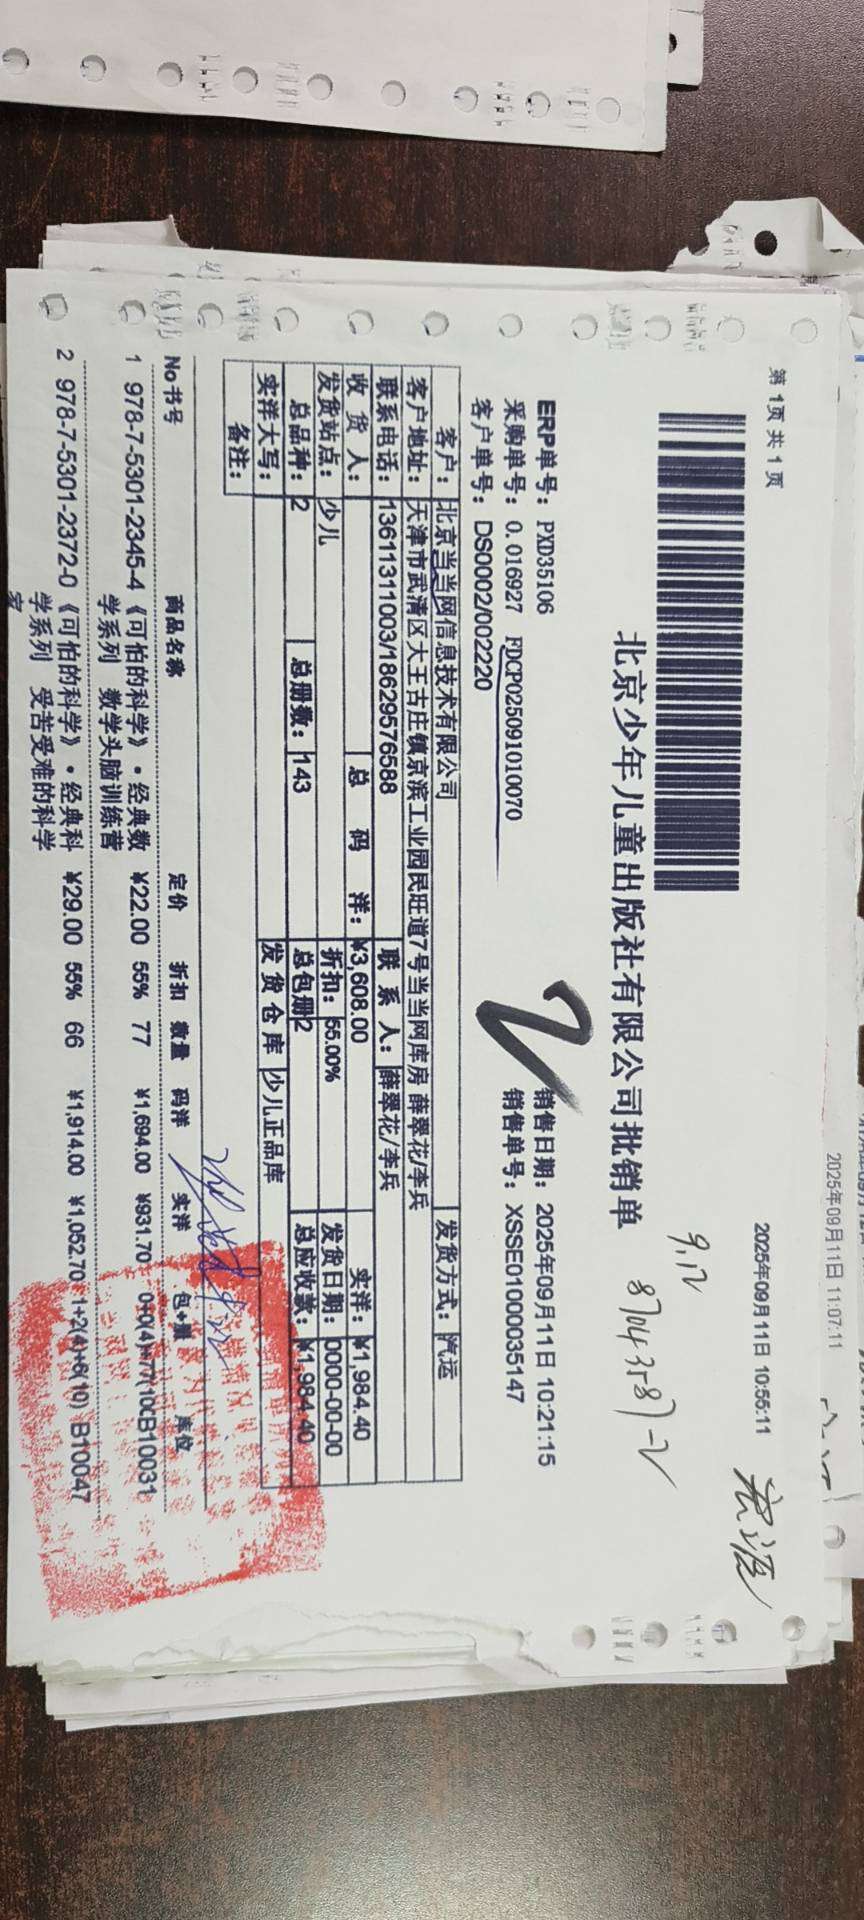 第 1页 共 1 页
2025年09月11日 10:55:11
9.12
87043587-2
北京少年儿童出版社有限公司批销单
ERP单号: PXD35106
销售日期: 2025年09月11日 10:21:15
采购单号: 0.016927 FDCP025091010070
销售单号: XSSE01000035147
客户单号: DS0002/002220
2
客户: 北京当当网信息技术有限公司 发货方式: 汽运
客户地址: 天津市武清区大王古庄镇京滨工业园民旺道7号当当网库房 薛翠花/李兵
联系电话: 13611311003/18629576588 联 系 人: 薛翠花/李兵
收 货 人: 总 码 洋: ¥3,608.00 实洋: ¥1,984.40
发货站点: 少儿 折扣: 55.00% 发货日期: 0000-00-00
总品种: 2 总册数: 143 总包册 2 总应收款: ¥1,984.40
实洋大写: 发 货 仓 库 少儿正品库
备注:
No 书号 商品名称 定价 折扣 数量 码洋 实洋 包+册 库位
1 978-7-5301-2345-4 《可怕的科学》·经典数 ¥22.00 55% 77 ¥1,694.00 ¥931.70
学系列 数学头脑训练营
2 978-7-5301-2372-0 《可怕的科学》·经典科 ¥29.00 55% 66 ¥1,914.00 ¥1,052.70 B10047
学系列 受苦受难的科学
家
2025年09月11日 11:07:11